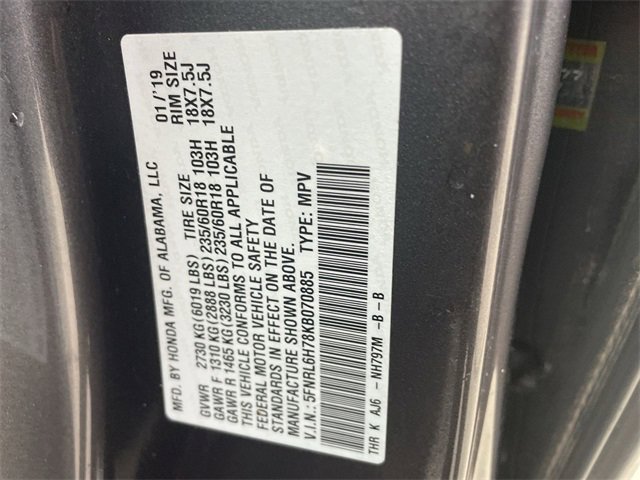 MFD. BY HONDA MFG. OF ALABAMA, LLC 01/'19
GVWR 2730 KG (6019 LBS) TIRE SIZE RIM SIZE
GAWR F 1310 KG (2888 LBS) 235/60R18 103H 18X7.5J
GAWR R 1465 KG (3230 LBS) 235/60R18 103H 18X7.5J
THIS VEHICLE CONFORMS TO ALL APPLICABLE
FEDERAL MOTOR VEHICLE SAFETY
STANDARDS IN EFFECT ON THE DATE OF
MANUFACTURE SHOWN ABOVE.
V.I.N.: 5FNRL6H78KB070885 TYPE: MPV
THR K AJ6 - NH797M -B - B